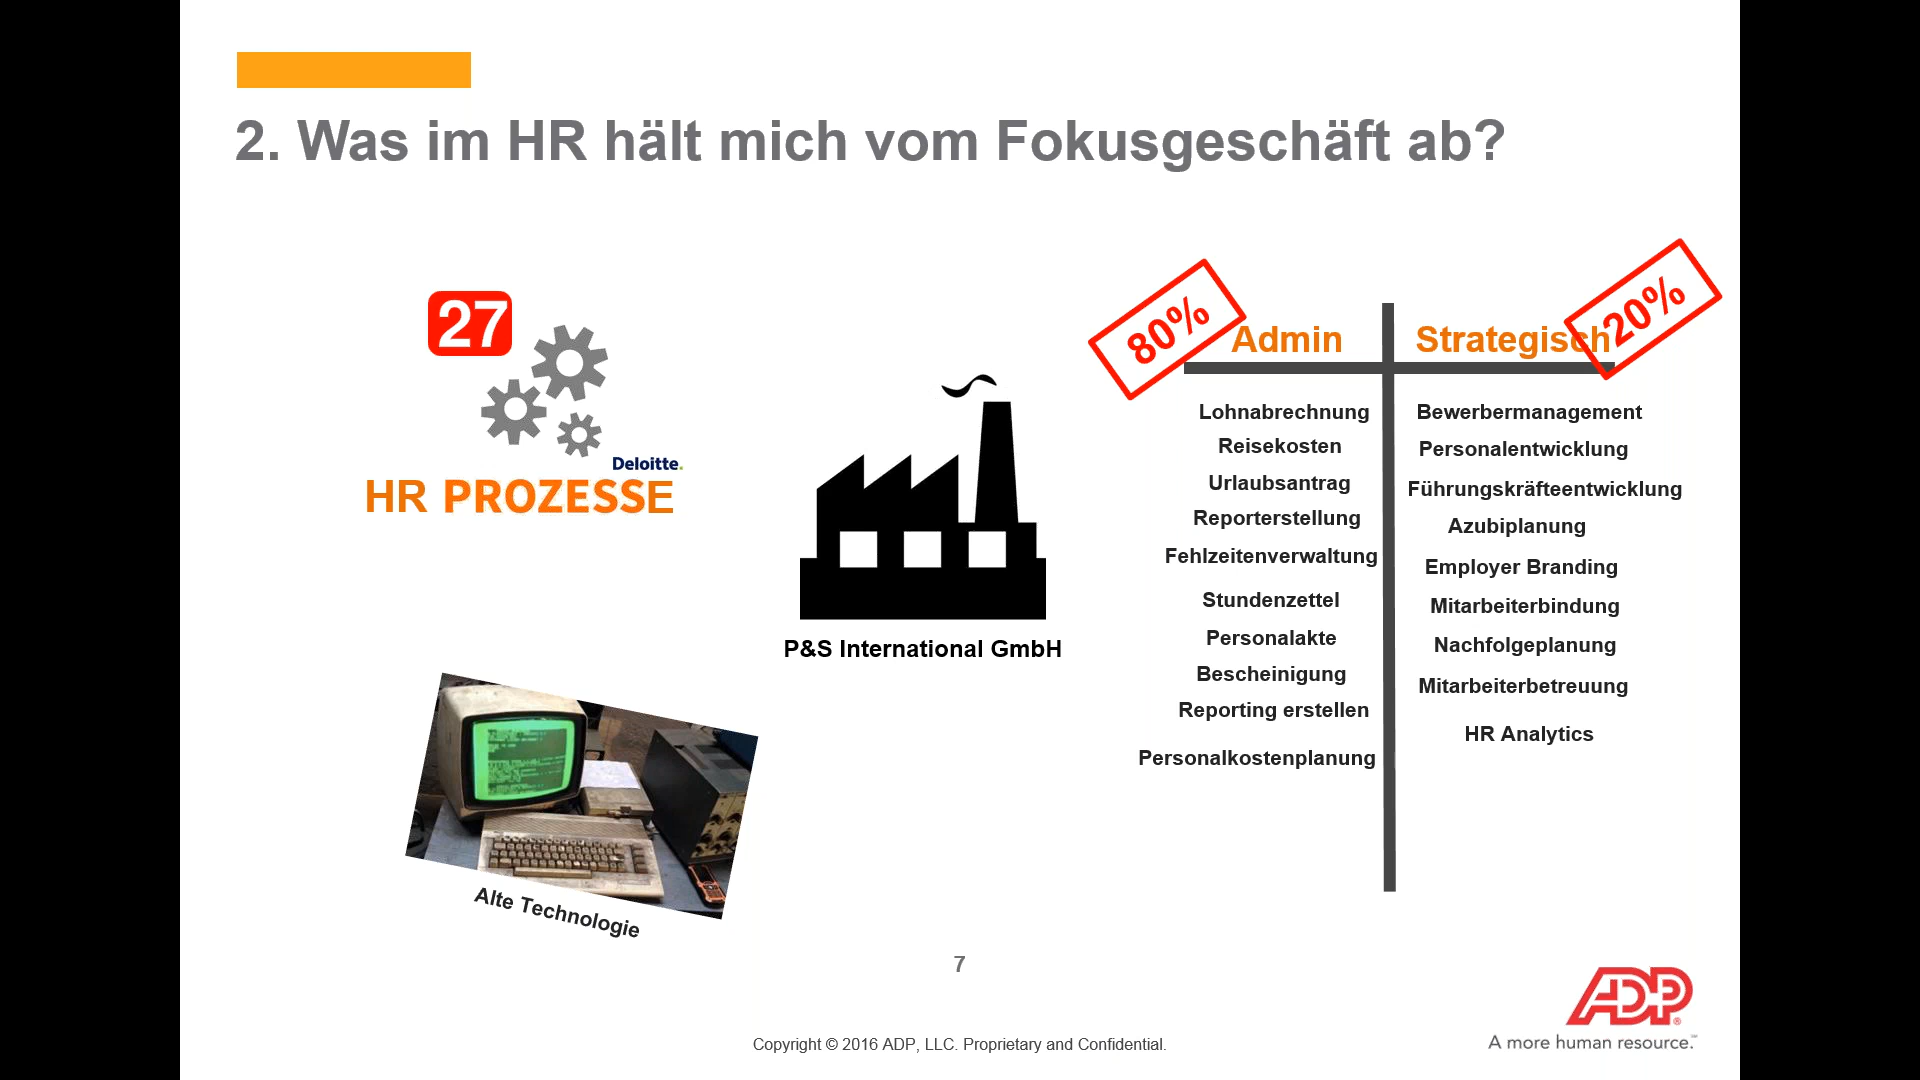 2. Was im HR hält mich vom Fokusgeschäft ab?
27
Deloitte.
HR PROZESSE
Alte Technologie
P&S International GmbH
80%
Admin
Lohnabrechnung
Reisekosten
Urlaubsantrag
Reporterstellung
Fehlzeitenverwaltung
Stundenzettel
Personalakte
Bescheinigung
Reporting erstellen
Personalkostenplanung
20%
Strategisch
Bewerbermanagement
Personalentwicklung
Führungskräfteentwicklung
Azubiplanung
Employer Branding
Mitarbeiterbindung
Nachfolgeplanung
Mitarbeiterbetreuung
HR Analytics
7
Copyright © 2016 ADP, LLC. Proprietary and Confidential.
ADP®
A more human resource.™